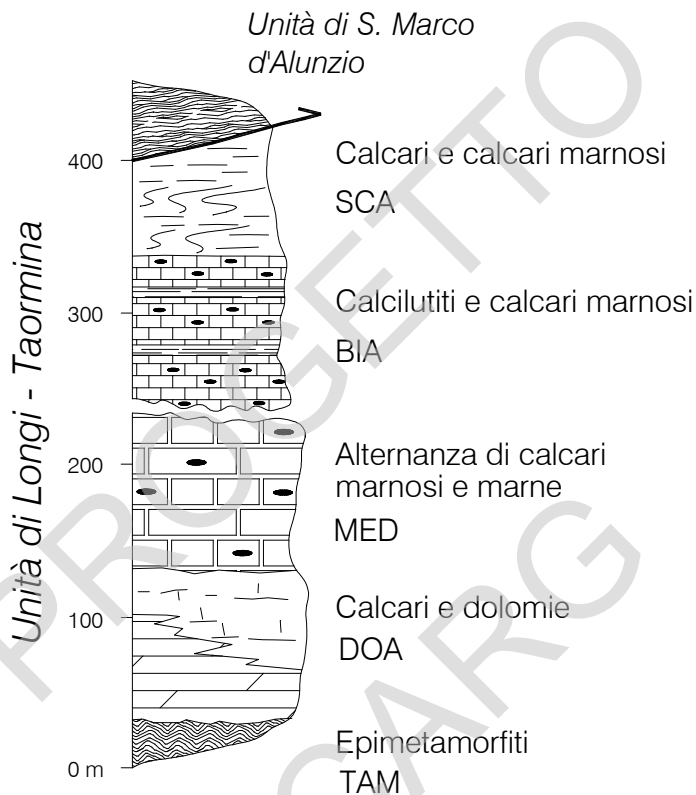 Unità di S. Marco
d'Alunzio
Unità di Longi - Taormina
400
300
200
100
0 m
Calcari e calcari marnosi
SCA
Calcilutiti e calcari marnosi
BIA
Alternanza di calcari
marnosi e marne
MED
Calcari e dolomie
DOA
Epimetamorfiti
TAM
PROGETTO
CARG